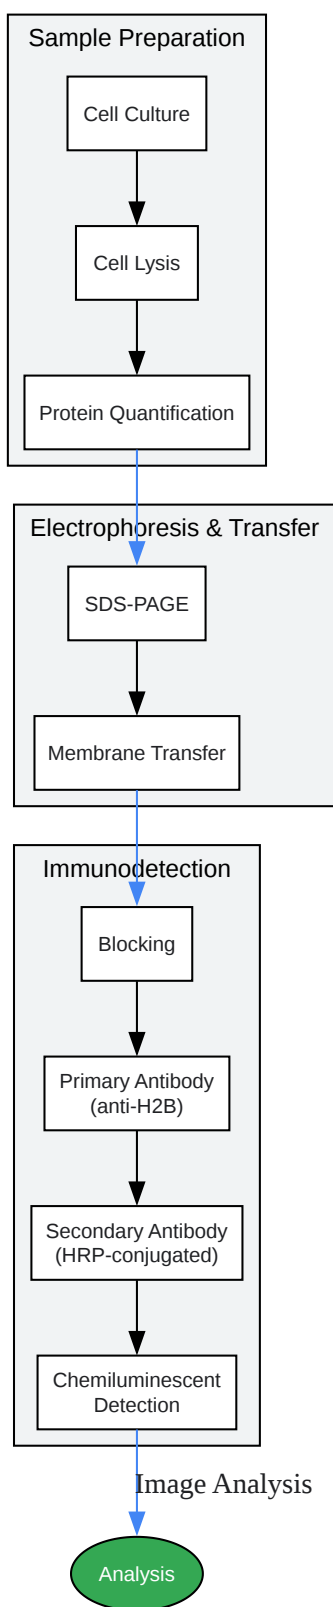 Sample Preparation
Cell Culture
Cell Lysis
Protein Quantification
Electrophoresis & Transfer
SDS-PAGE
Membrane Transfer
Immunodetection
Blocking
Primary Antibody
(anti-H2B)
Secondary Antibody
(HRP-conjugated)
Chemiluminescent
Detection
Image Analysis
Analysis